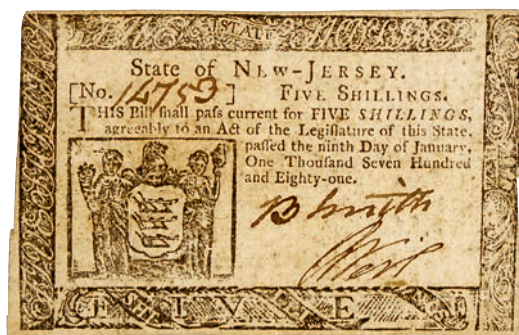 STATE
State of NEW-JERSEY.
[No. 14753] FIVE SHILLINGS.
THIS Bill ſhall paſs current for FIVE SHILLINGS,
agreeably to an Act of the Legiſlature of this State,
paſſed the ninth Day of January,
One Thouſand Seven Hundred
and Eighty-one.
B Smith
FIVE